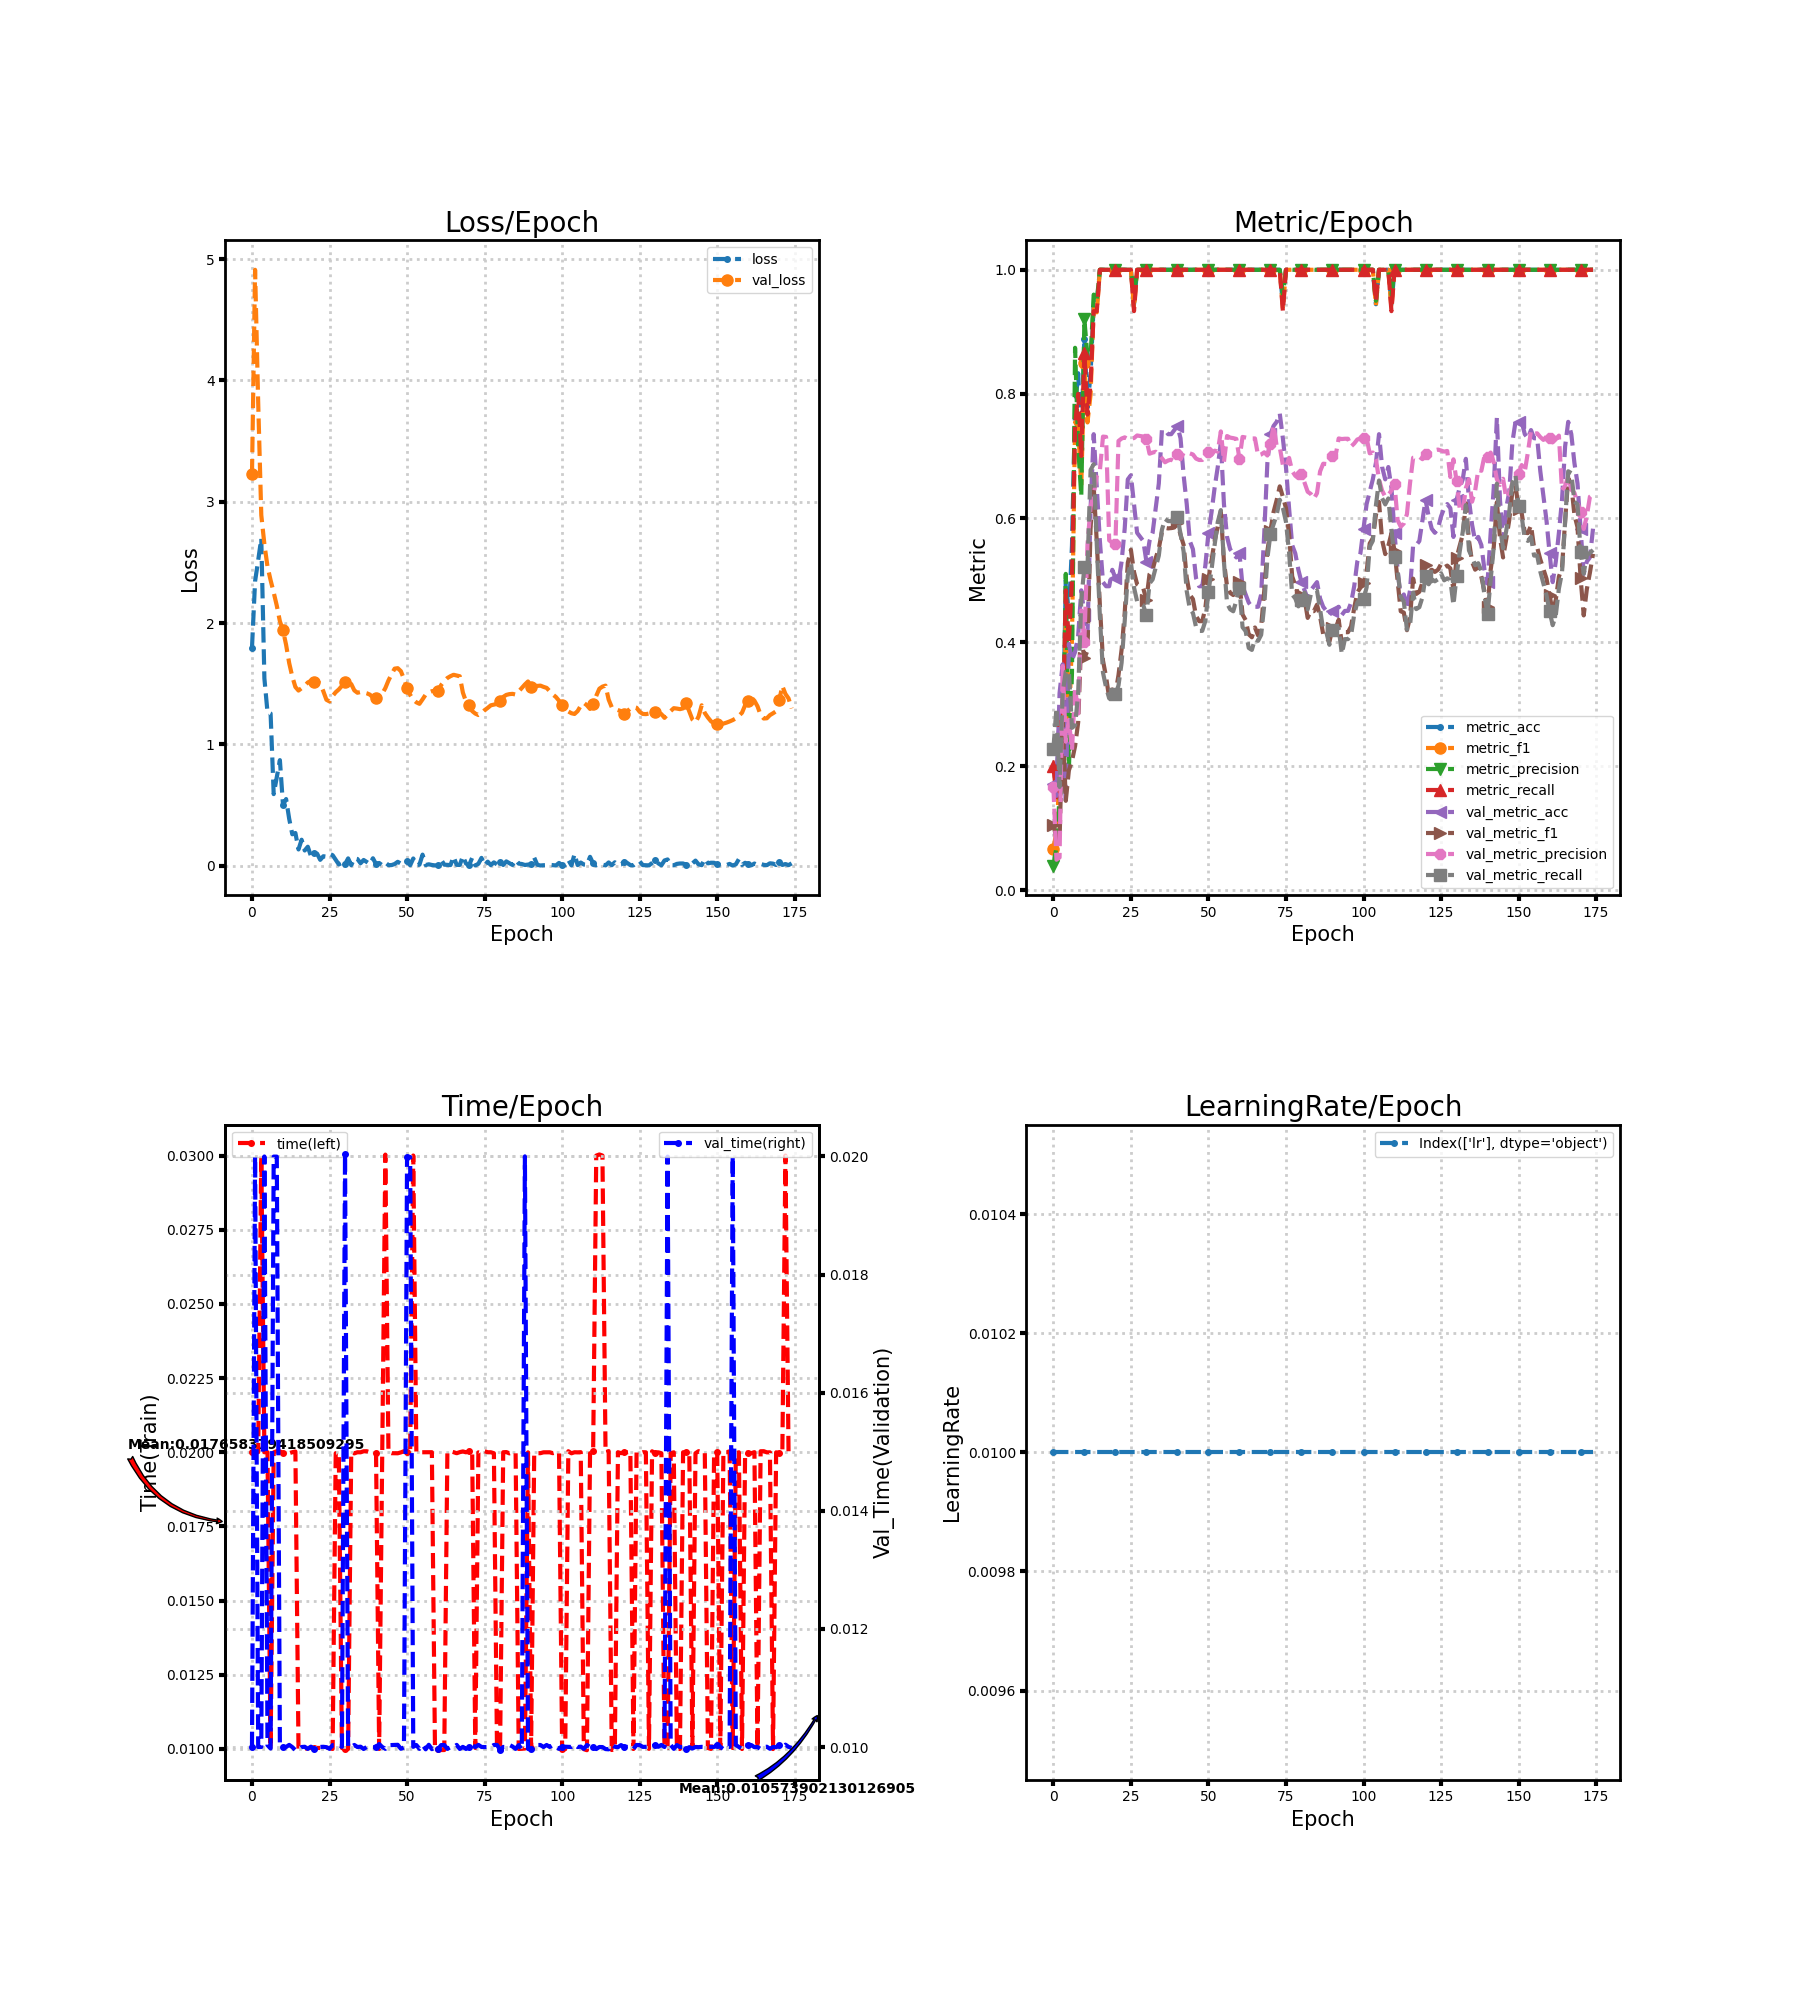 Loss/Epoch
5
4
3
2
1
0
Loss
loss
val_loss
0 25 50 75 100 125 150 175
Epoch
Metric/Epoch
1.0
0.8
0.6
0.4
0.2
0.0
Metric
metric_acc
metric_f1
metric_precision
metric_recall
val_metric_acc
val_metric_f1
val_metric_precision
val_metric_recall
0 25 50 75 100 125 150 175
Epoch
Time/Epoch
time(left)
val_time(right)
0.0300
0.0275
0.0250
0.0225
0.0200
0.0175
0.0150
0.0125
0.0100
Time(Train)
0.020
0.018
0.016
0.014
0.012
0.010
Val_Time(Validation)
Mean:0.010573902130126905
0 25 50 75 100 125 150 175
Epoch
LearningRate/Epoch
Index(['lr'], dtype='object')
0.0104
0.0102
0.0100
0.0098
0.0096
LearningRate
0 25 50 75 100 125 150 175
Epoch